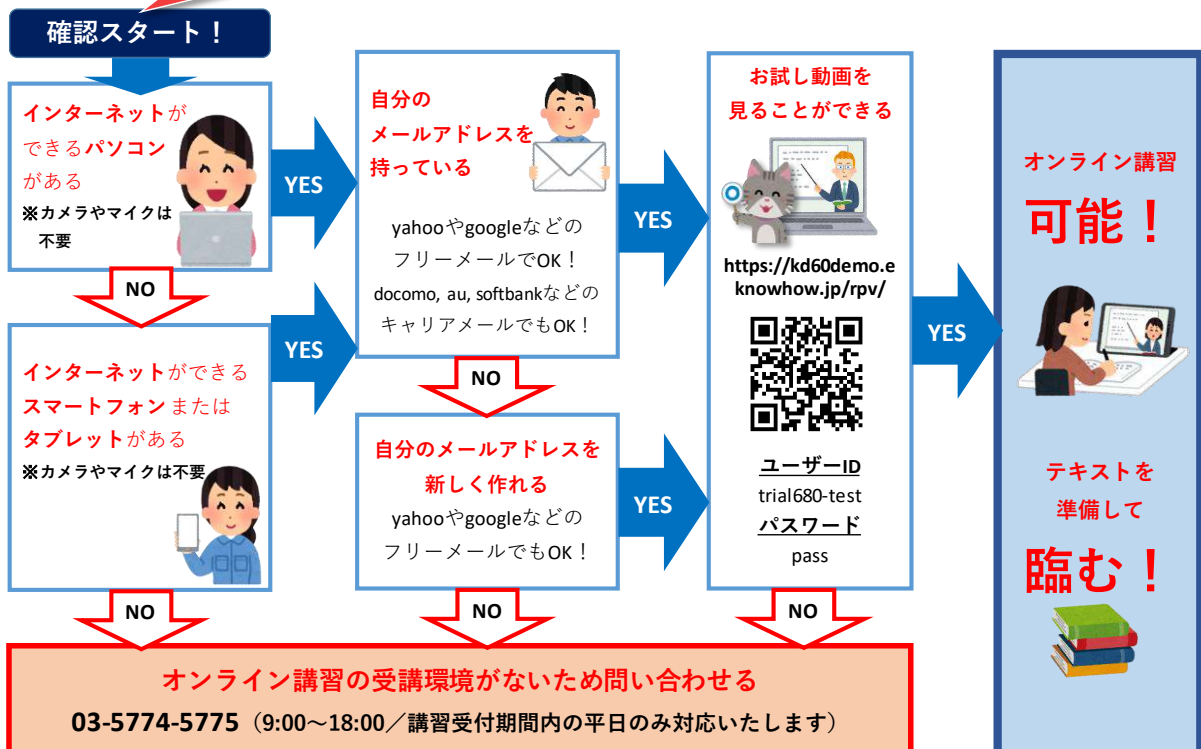 確認スタート！
インターネットが
できるパソコン
がある
※カメラやマイクは
不要
YES
NO
インターネットができる
スマートフォンまたは
タブレットがある
※カメラやマイクは不要
YES
NO
自分の
メールアドレスを
持っている
yahooやgoogleなどの
フリーメールでOK！
docomo, au, softbankなどの
キャリアメールでもOK！
YES
NO
自分のメールアドレスを
新しく作れる
yahooやgoogleなどの
フリーメールでもOK！
YES
NO
お試し動画を
見ることができる
https://kd60demo.e
knowhow.jp/rpv/
ユーザーID
trial680-test
パスワード
pass
YES
NO
オンライン講習
可能！
テキストを
準備して
臨む！
オンライン講習の受講環境がないため問い合わせる
03-5774-5775（9:00～18:00／講習受付期間内の平日のみ対応いたします）